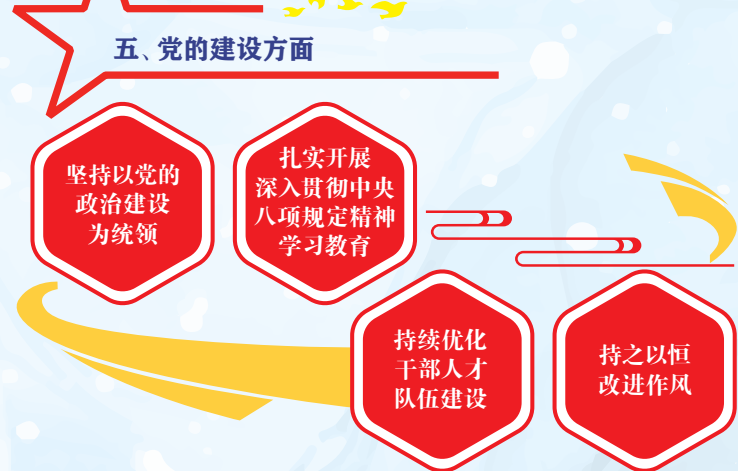 五、党的建设方面
坚持以党的
政治建设
为统领
扎实开展
深入贯彻中央
八项规定精神
学习教育
持续优化
干部人才
队伍建设
持之以恒
改进作风